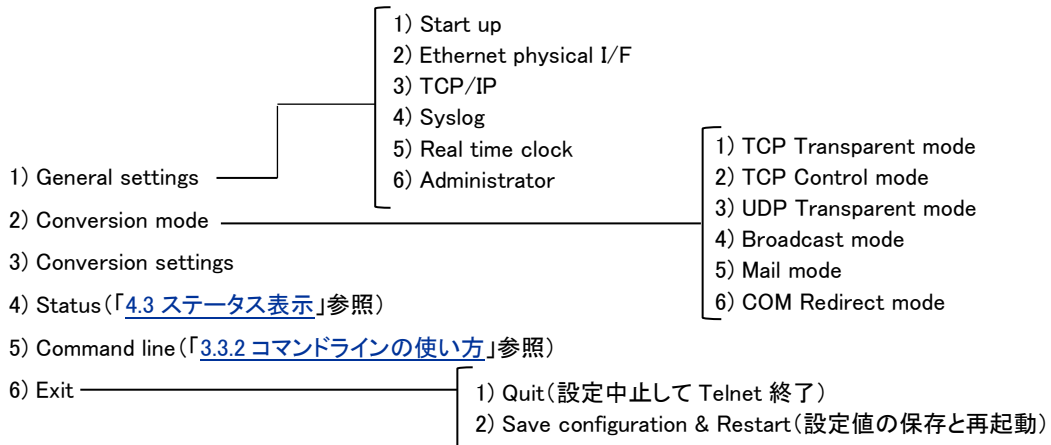 1) Start up
2) Ethernet physical I/F
3) TCP/IP
4) Syslog
5) Real time clock
6) Administrator
1) General settings
2) Conversion mode
1) TCP Transparent mode
2) TCP Control mode
3) UDP Transparent mode
4) Broadcast mode
5) Mail mode
6) COM Redirect mode
3) Conversion settings
4) Status(「4.3 ステータス表示」参照)
5) Command line(「3.3.2 コマンドラインの使い方」参照)
6) Exit
1) Quit(設定中止して Telnet 終了)
2) Save configuration & Restart(設定値の保存と再起動)